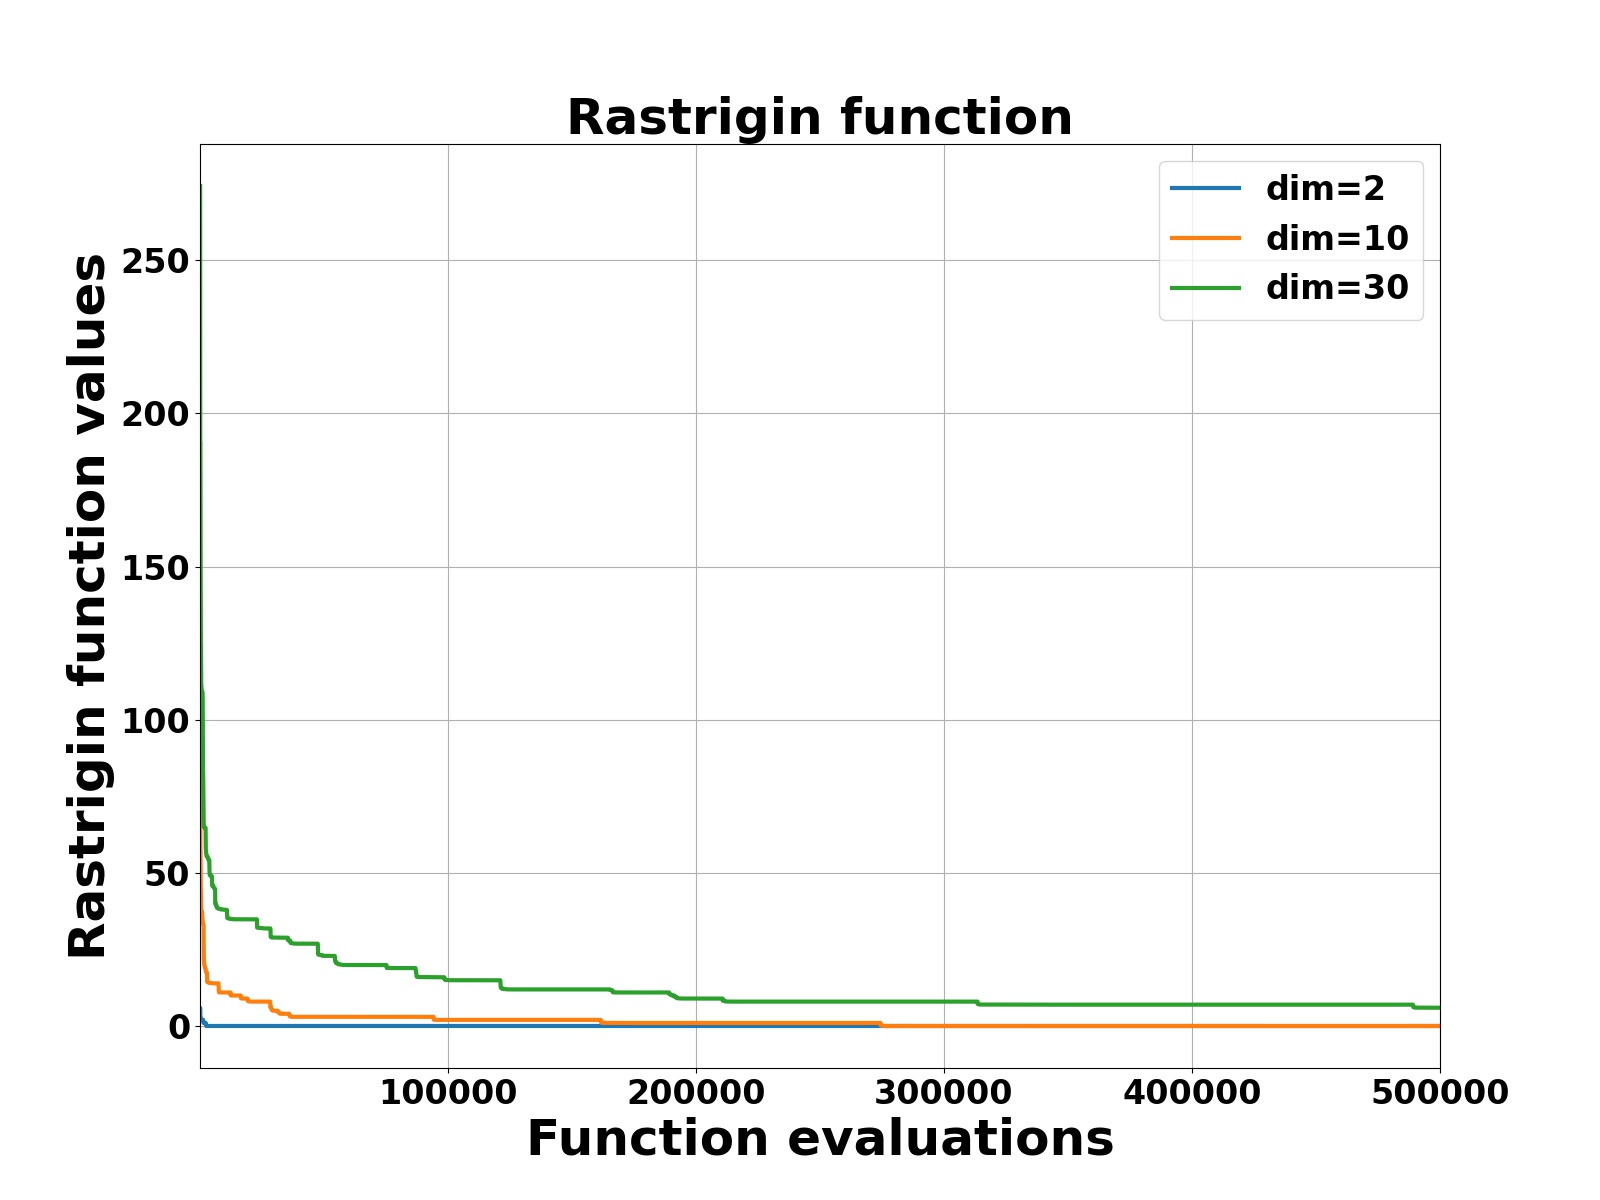 Rastrigin function
dim=2
dim=10
dim=30
Rastrigin function values
250
200
150
100
50
0
100000 200000 300000 400000 500000
Function evaluations